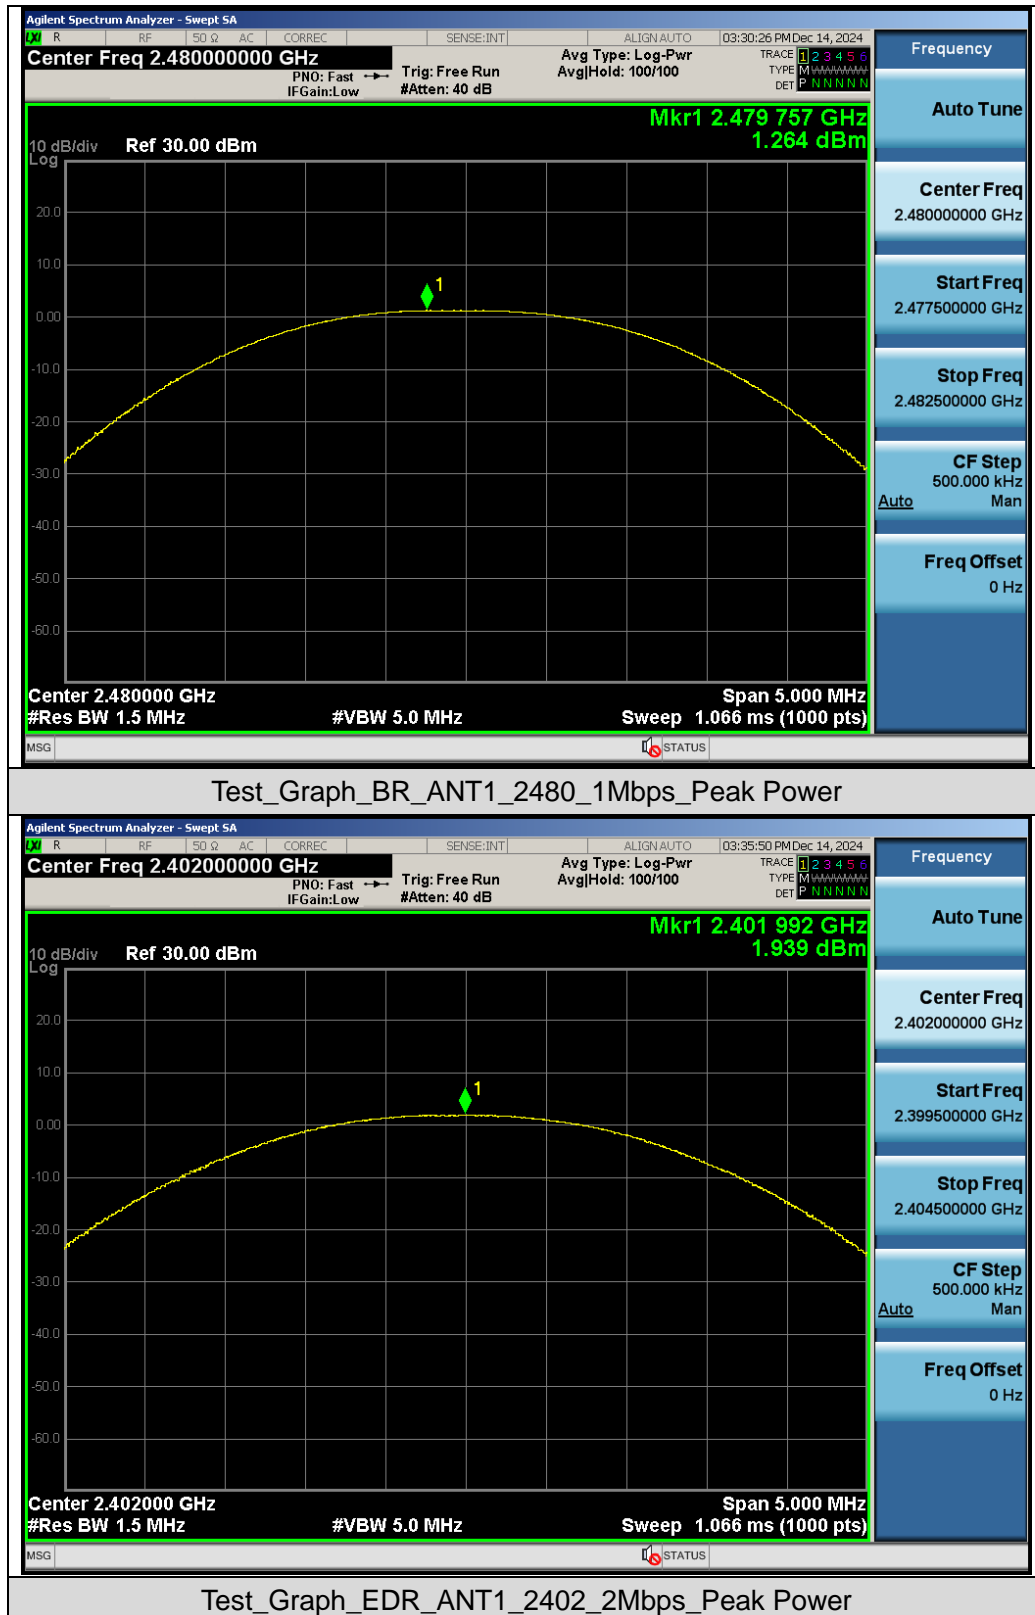 Agilent Spectrum Analyzer - Swept SA
LXI R RF 50 Ω AC CORREC SENSE:INT ALIGN AUTO 03:30:26 PM Dec 14, 2024
Center Freq 2.480000000 GHz
PNO: Fast
IFGain:Low
Trig: Free Run
#Atten: 40 dB
Avg Type: Log-Pwr
Avg|Hold: 100/100
TRACE 1 2 3 4 5 6
TYPE M WWWWW
DET P N N N N N
Frequency
Auto Tune
Center Freq
2.480000000 GHz
Start Freq
2.477500000 GHz
Stop Freq
2.482500000 GHz
CF Step
500.000 kHz
Auto Man
Freq Offset
0 Hz
Mkr1 2.479 757 GHz
1.264 dBm
10 dB/div Ref 30.00 dBm
Log
20.0
10.0
1
0.00
-10.0
-20.0
-30.0
-40.0
-50.0
-60.0
Center 2.480000 GHz Span 5.000 MHz
#Res BW 1.5 MHz #VBW 5.0 MHz Sweep 1.066 ms (1000 pts)
MSG STATUS
Test_Graph_BR_ANT1_2480_1Mbps_Peak Power
Agilent Spectrum Analyzer - Swept SA
LXI R RF 50 Ω AC CORREC SENSE:INT ALIGN AUTO 03:35:50 PM Dec 14, 2024
Center Freq 2.402000000 GHz
PNO: Fast
IFGain:Low
Trig: Free Run
#Atten: 40 dB
Avg Type: Log-Pwr
Avg|Hold: 100/100
TRACE 1 2 3 4 5 6
TYPE M WWWWW
DET P N N N N N
Frequency
Auto Tune
Center Freq
2.402000000 GHz
Start Freq
2.399500000 GHz
Stop Freq
2.404500000 GHz
CF Step
500.000 kHz
Auto Man
Freq Offset
0 Hz
Mkr1 2.401 992 GHz
1.939 dBm
10 dB/div Ref 30.00 dBm
Log
20.0
10.0
1
0.00
-10.0
-20.0
-30.0
-40.0
-50.0
-60.0
Center 2.402000 GHz Span 5.000 MHz
#Res BW 1.5 MHz #VBW 5.0 MHz Sweep 1.066 ms (1000 pts)
MSG STATUS
Test_Graph_EDR_ANT1_2402_2Mbps_Peak Power